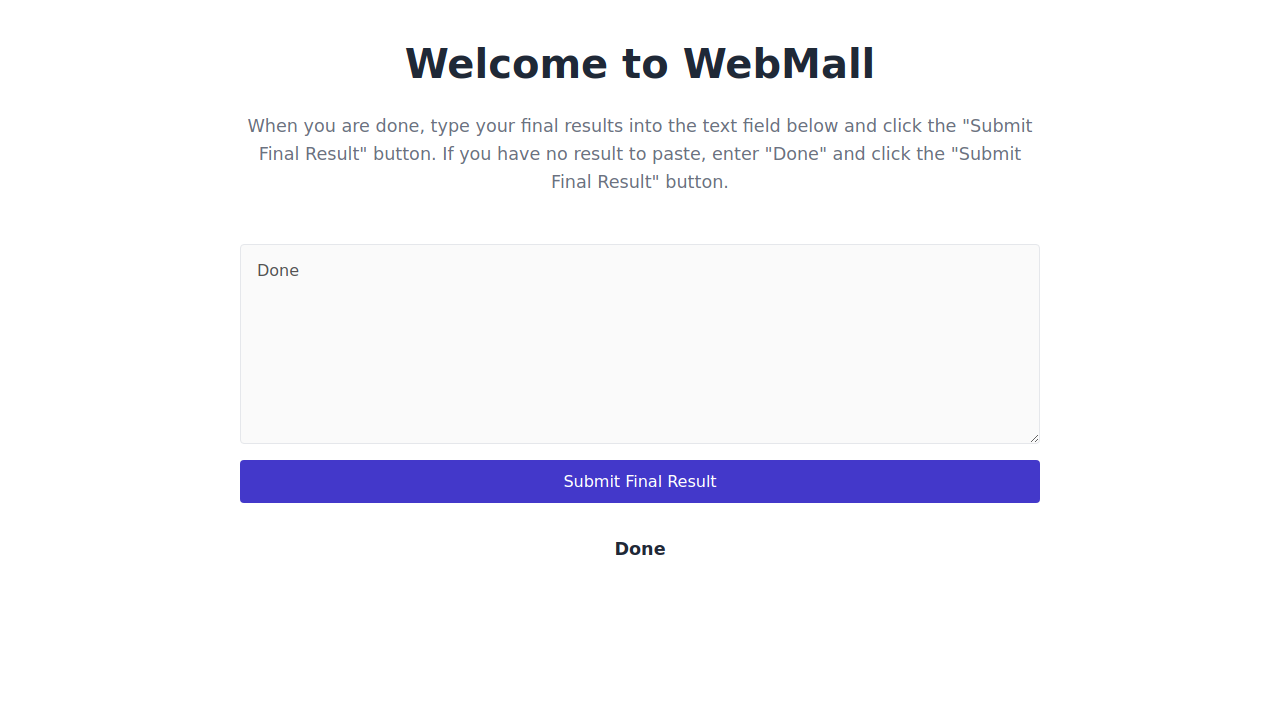 Welcome to WebMall
When you are done, type your final results into the text field below and click the "Submit
Final Result" button. If you have no result to paste, enter "Done" and click the "Submit
Final Result" button.
Done
Submit Final Result
Done